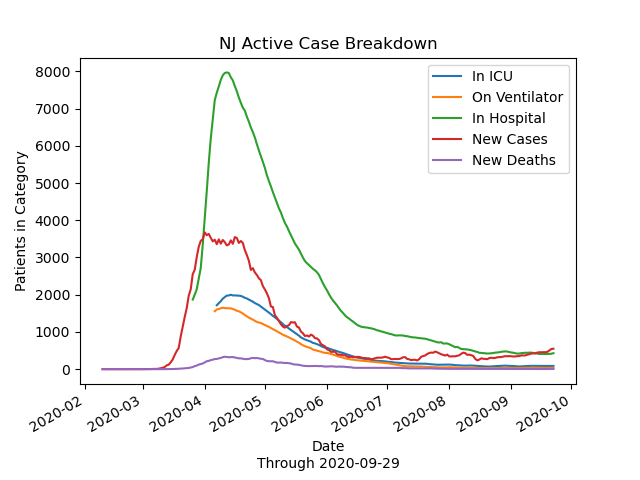 NJ Active Case Breakdown
Patients in Category
8000
7000
6000
5000
4000
3000
2000
1000
0
In ICU
On Ventilator
In Hospital
New Cases
New Deaths
2020-02
2020-03
2020-04
2020-05
2020-06
2020-07
2020-08
2020-09
2020-10
Date
Through 2020-09-29